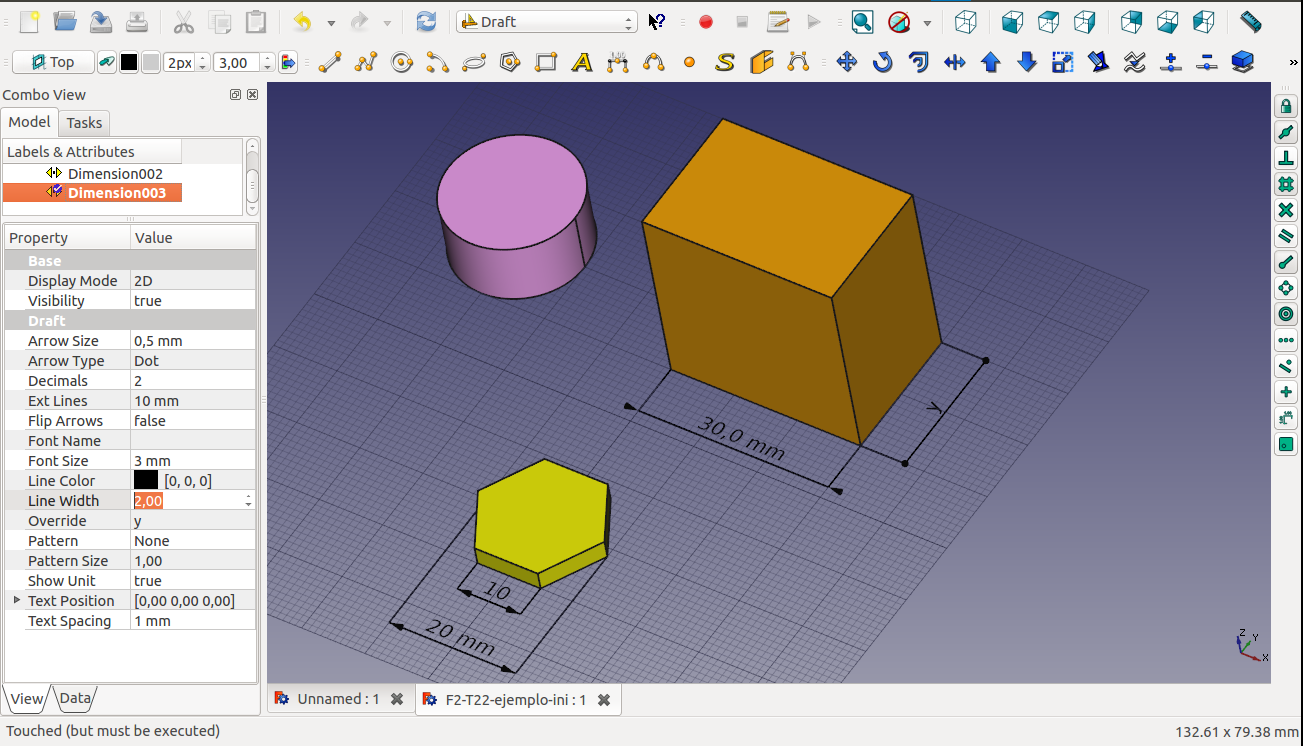 Draft
Top
2px
3,00
»
Combo View
Model
Tasks
Labels & Attributes
Dimension002
Dimension003
Property Value
Base
Display Mode 2D
Visibility true
Draft
Arrow Size 0,5 mm
Arrow Type Dot
Decimals 2
Ext Lines 10 mm
Flip Arrows false
Font Name
Font Size 3 mm
Line Color [0, 0, 0]
Line Width 2,00
Override y
Pattern None
Pattern Size 1,00
Show Unit true
Text Position [0,00 0,00 0,00]
Text Spacing 1 mm
View
Data
30,0 mm
y
10
20 mm
Z
Y
X
Unnamed : 1
F2-T22-ejemplo-ini : 1
Touched (but must be executed)
132.61 x 79.38 mm